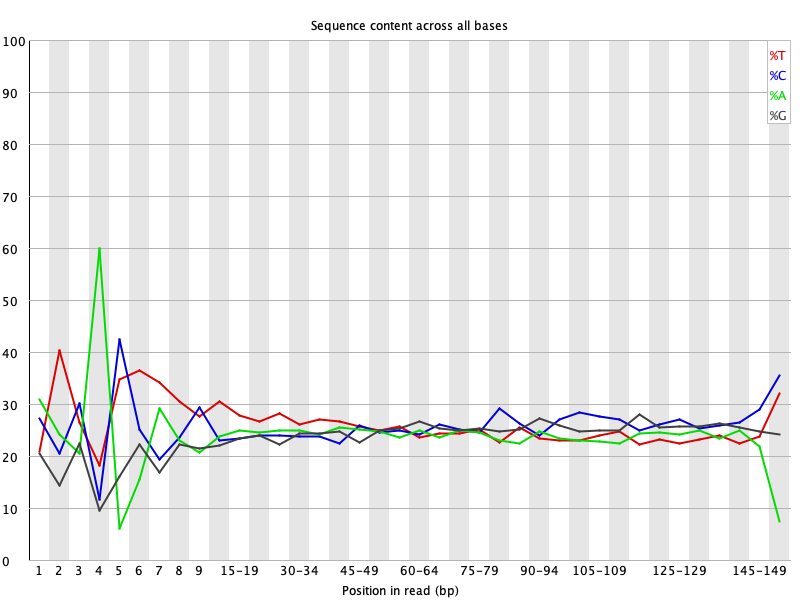 Sequence content across all bases
100
90
80
70
60
50
40
30
20
10
0
%T
%C
%A
%G
1 2 3 4 5 6 7 8 9 15-19 30-34 45-49 60-64 75-79 90-94 105-109 125-129 145-149
Position in read (bp)